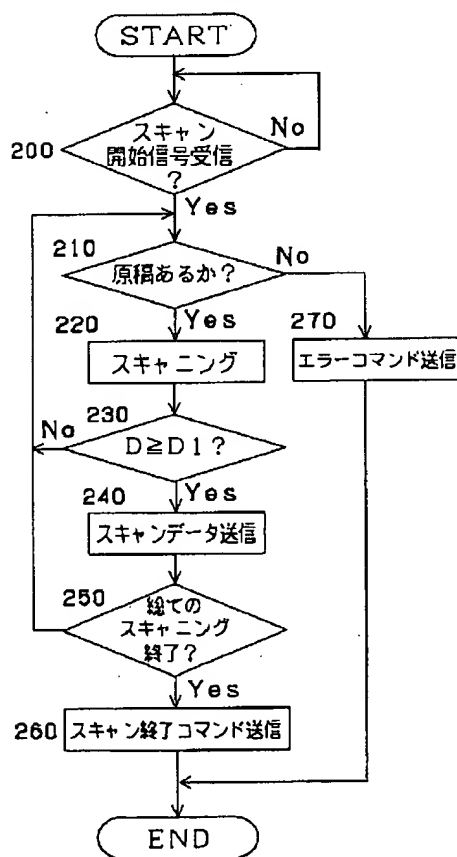 START
スキャン
開始信号受信
?
No
200
Yes
210
原稿あるか?
No
220
Yes
270
スキャニング
エラーコマンド送信
No
230
D≧D1?
240
Yes
スキャンデータ送信
250
総ての
スキャニング
終了?
Yes
260
スキャン終了コマンド送信
END